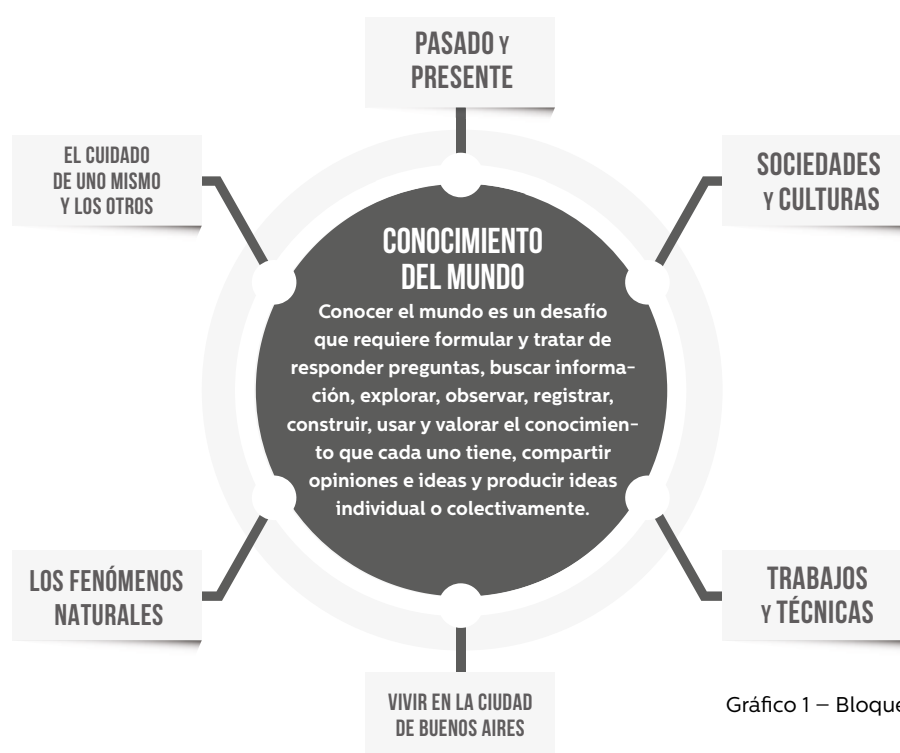 PASADO Y
PRESENTE
EL CUIDADO
DE UNO MISMO
Y LOS OTROS
SOCIEDADES
Y CULTURAS
CONOCIMIENTO
DEL MUNDO
Conocer el mundo es un desafío
que requiere formular y tratar de
responder preguntas, buscar informa-
ción, explorar, observar, registrar,
construir, usar y valorar el conocimien-
to que cada uno tiene, compartir
opiniones e ideas y producir ideas
individual o colectivamente.
LOS FENÓMENOS
NATURALES
TRABAJOS
Y TÉCNICAS
VIVIR EN LA CIUDAD
DE BUENOS AIRES
Gráfico 1 – Bloque